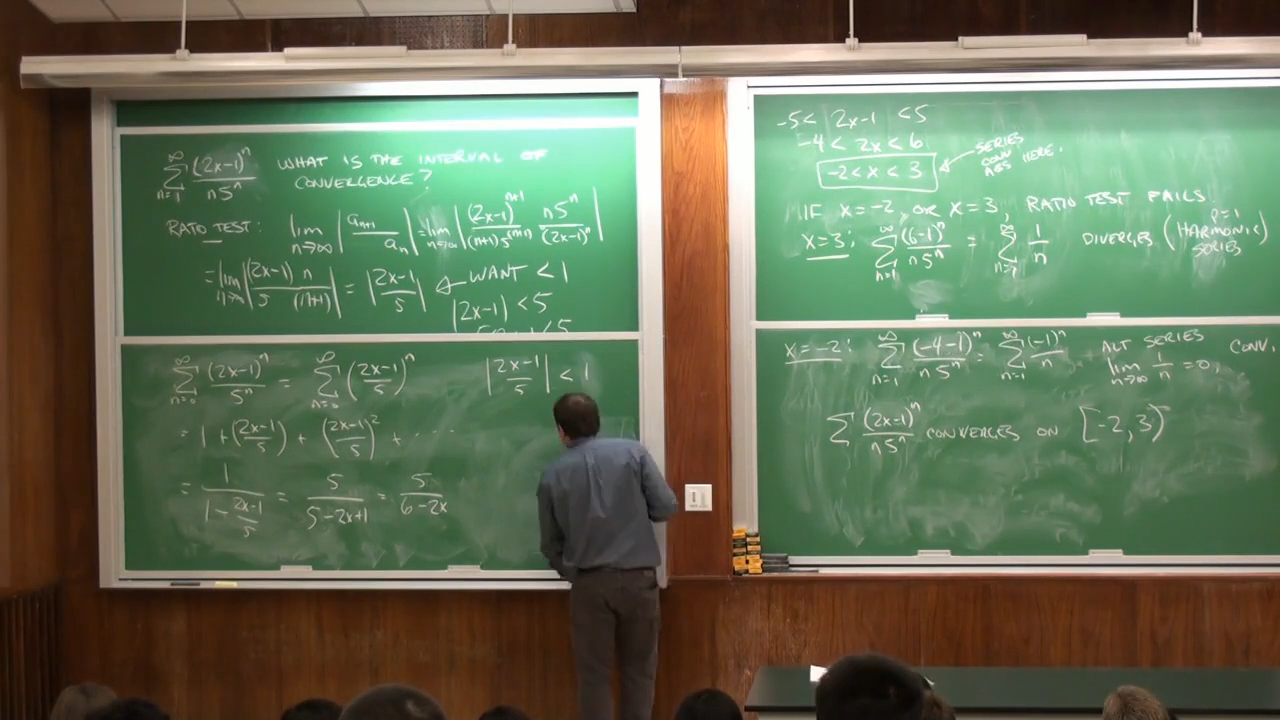 ∞∑n=1 (2x-1)^n / n5^n WHAT IS THE INTERVAL OF
CONVERGENCE?
RATIO TEST: lim n→∞ |a_{n+1} / a_n| = lim n→∞ |(2x-1)^{n+1} / (n+1)5^{(n+1)} · n5^n / (2x-1)^n|
= lim n→∞ |(2x-1) n / 5 (n+1)| = |2x-1 / 5| ← WANT < 1
|2x-1| < 5
∞∑n=0 (2x-1)^n / 5^n = ∞∑n=0 (2x-1 / 5)^n |2x-1 / 5| < 1
= 1 + (2x-1 / 5) + (2x-1 / 5)^2 + ...
= 1 / (1 - 2x-1 / 5) = 5 / 5-2x+1 = 5 / 6-2x
-5 < 2x-1 < 5
-4 < 2x < 6
-2 < x < 3 ← SERIES CONV ABS HERE.
IF X=-2, OR X=3, RATIO TEST FAILS.
X=3: ∞∑n=1 (6-1)^n / n5^n = ∞∑n=1 1/n DIVERGES (P=1 HARMONIC SERIES)
X=-2: ∞∑n=1 (-4-1)^n / n5^n = ∞∑n=1 (-1)^n / n ALT SERIES CONV.
lim n→∞ 1/n = 0,
∑ (2x-1)^n / n5^n CONVERGES ON [-2, 3)